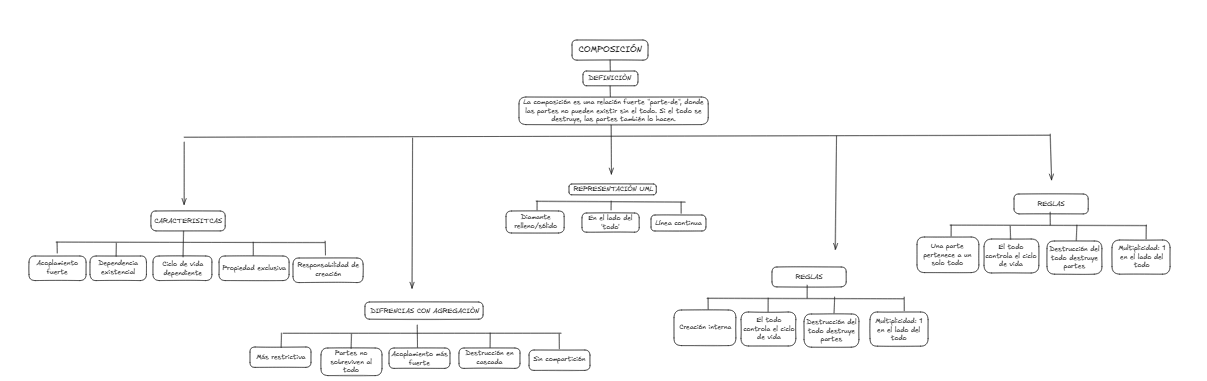 COMPOSICIÓN
DEFINICIÓN
La composición es una relación fuerte "parte-de", donde
las partes no pueden existir sin el todo. Si el todo se
destruye, las partes también lo hacen.
CARACTERISITCAS
Acoplamiento
fuerte
Dependencia
existencial
Ciclo de vida
dependiente
Propiedad exclusiva
Responsabilidad de
creación
DIFRENCIAS CON AGREGACIÓN
Más restrictiva
Partes no
sobreviven al
todo
Acoplamiento más
fuerte
Destrucción en
cascada
Sin compartición
REPRESENTACIÓN UML
Diamante
relleno/sólido
En el lado del
'todo'
Línea continua
REGLAS
Creación interna
El todo
controla el ciclo
de vida
Destrucción del
todo destruye
partes
Multiplicidad: 1
en el lado del
todo
REGLAS
Una parte
pertenece a un
solo todo
El todo
controla el ciclo
de vida
Destrucción del
todo destruye
partes
Multiplicidad: 1
en el lado del
todo